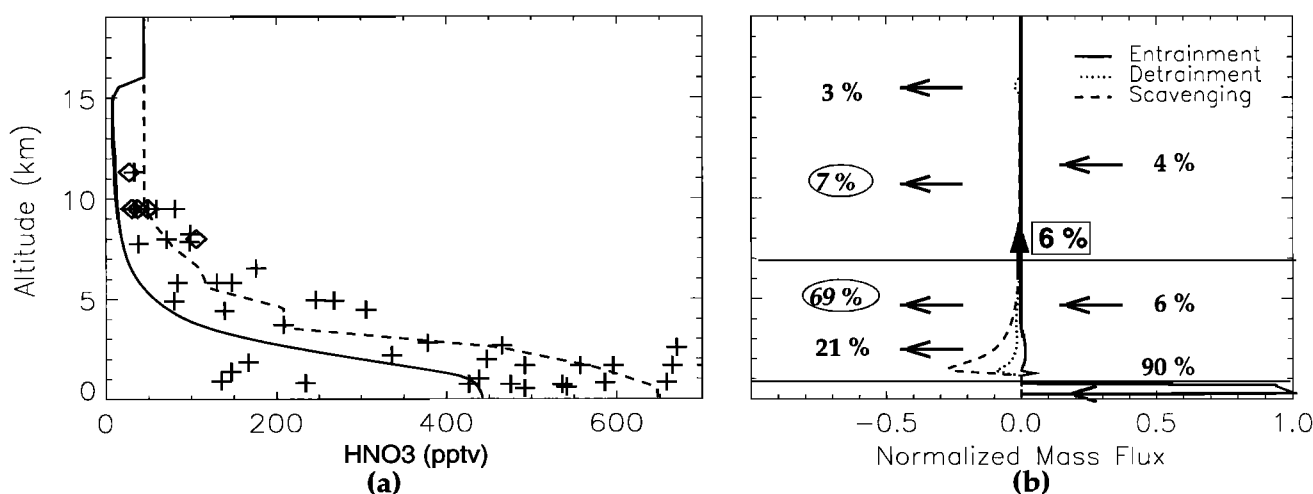 15
10
5
0
Altitude (km)
0
200
400
600
HNO3 (pptv)
(a)
Entrainment
Detrainment
Scavenging
3 %
4 %
7 %
6 %
69 %
6 %
21 %
90 %
-0.5
0.0
0.5
1.0
Normalized Mass Flux
(b)